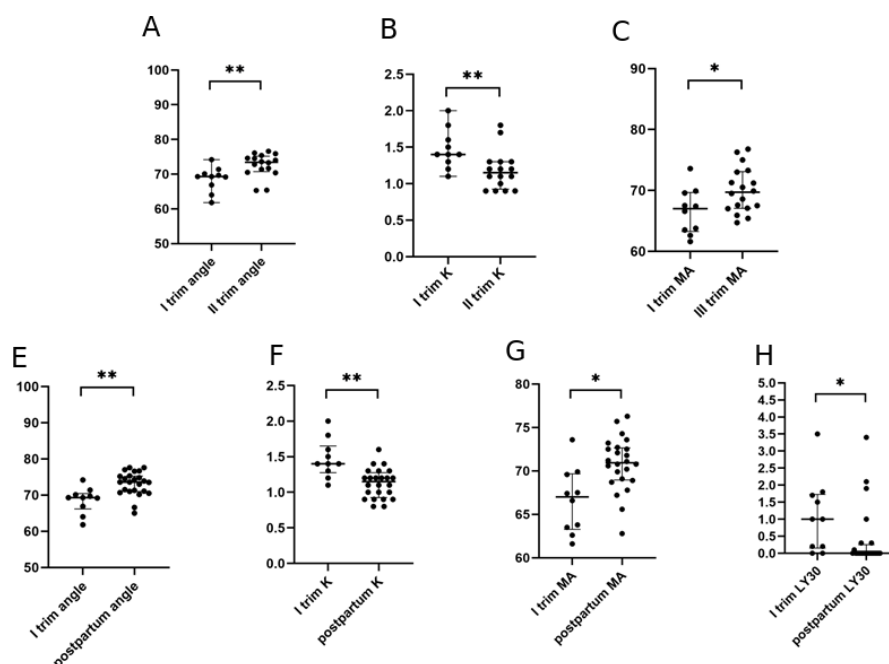 A
B
C
**
**
*
100
90
80
70
60
50
2.5
2.0
1.5
1.0
0.5
0.0
90
80
70
60
I trim angle
II trim angle
I trim K
II trim K
I trim MA
III trim MA
E
F
G
H
**
**
*
*
100
90
80
70
60
50
2.5
2.0
1.5
1.0
0.5
0.0
80
75
70
65
60
5.0
4.5
4.0
3.5
3.0
2.5
2.0
1.5
1.0
0.5
0.0
I trim angle
postpartum angle
I trim K
postpartum K
I trim MA
postpartum MA
I trim LY30
postpartum LY30